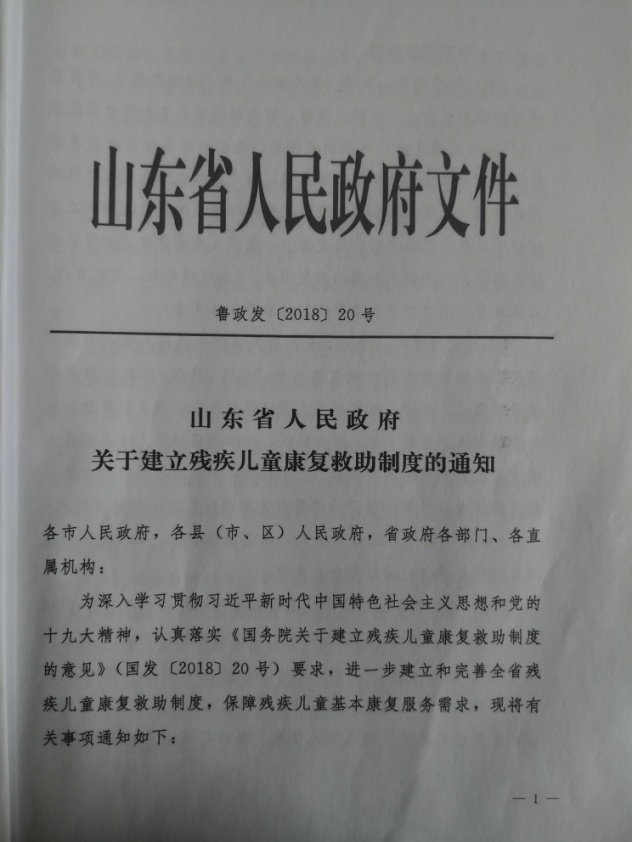 山东省人民政府文件
鲁政发〔2018〕20号
山东省人民政府
关于建立残疾儿童康复救助制度的通知
各市人民政府，各县（市、区）人民政府，省政府各部门、各直
属机构：
为深入学习贯彻习近平新时代中国特色社会主义思想和党的
十九大精神，认真落实《国务院关于建立残疾儿童康复救助制度
的意见》（国发〔2018〕20号）要求，进一步建立和完善全省残
疾儿童康复救助制度，保障残疾儿童基本康复服务需求，现将有
关事项通知如下：
— 1 —